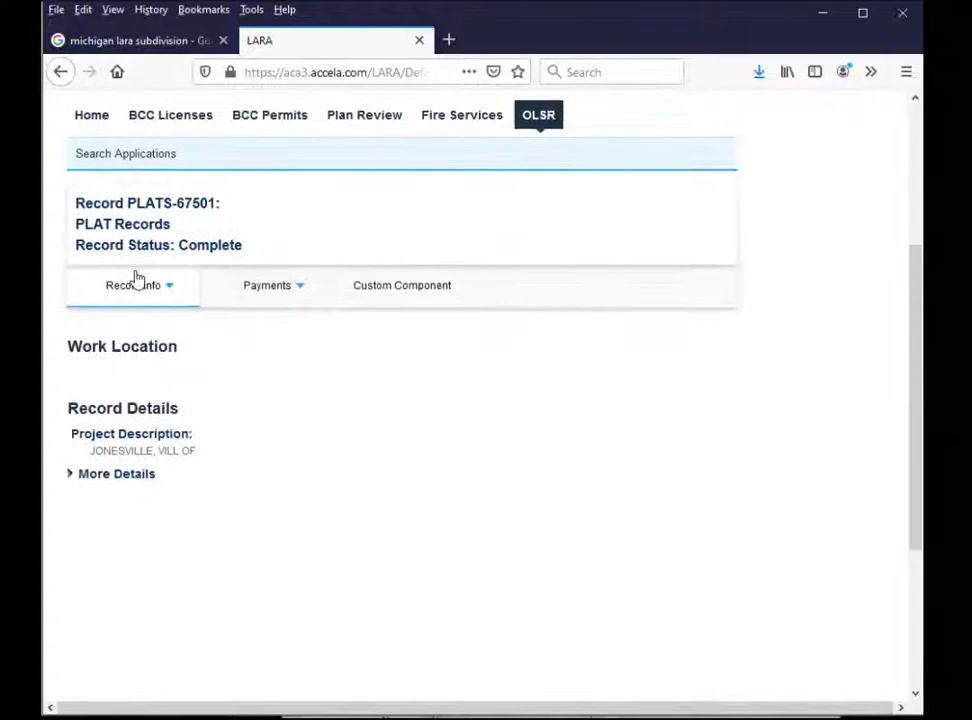 File Edit View History Bookmarks Tools Help
michigan lara subdivision - Go
LARA
https://aca3.accela.com/LARA/Def
Search
Home BCC Licenses BCC Permits Plan Review Fire Services OLSR
Search Applications
Record PLATS-67501:
PLAT Records
Record Status: Complete
Record Info Payments Custom Component
Work Location
Record Details
Project Description:
JONESVILLE, VILL OF
More Details